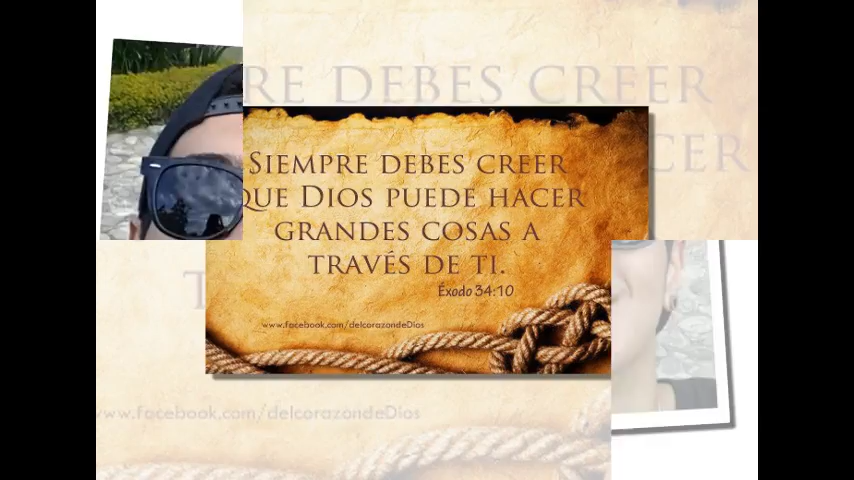 RE DEBES CREER
CER
SIEMPRE DEBES CREER
QUE DIOS PUEDE HACER
GRANDES COSAS A
TRAVÉS DE TI.
Éxodo 34:10
www.facebook.com/delcorazondeDios
T
www.facebook.com/delcorazondeDios